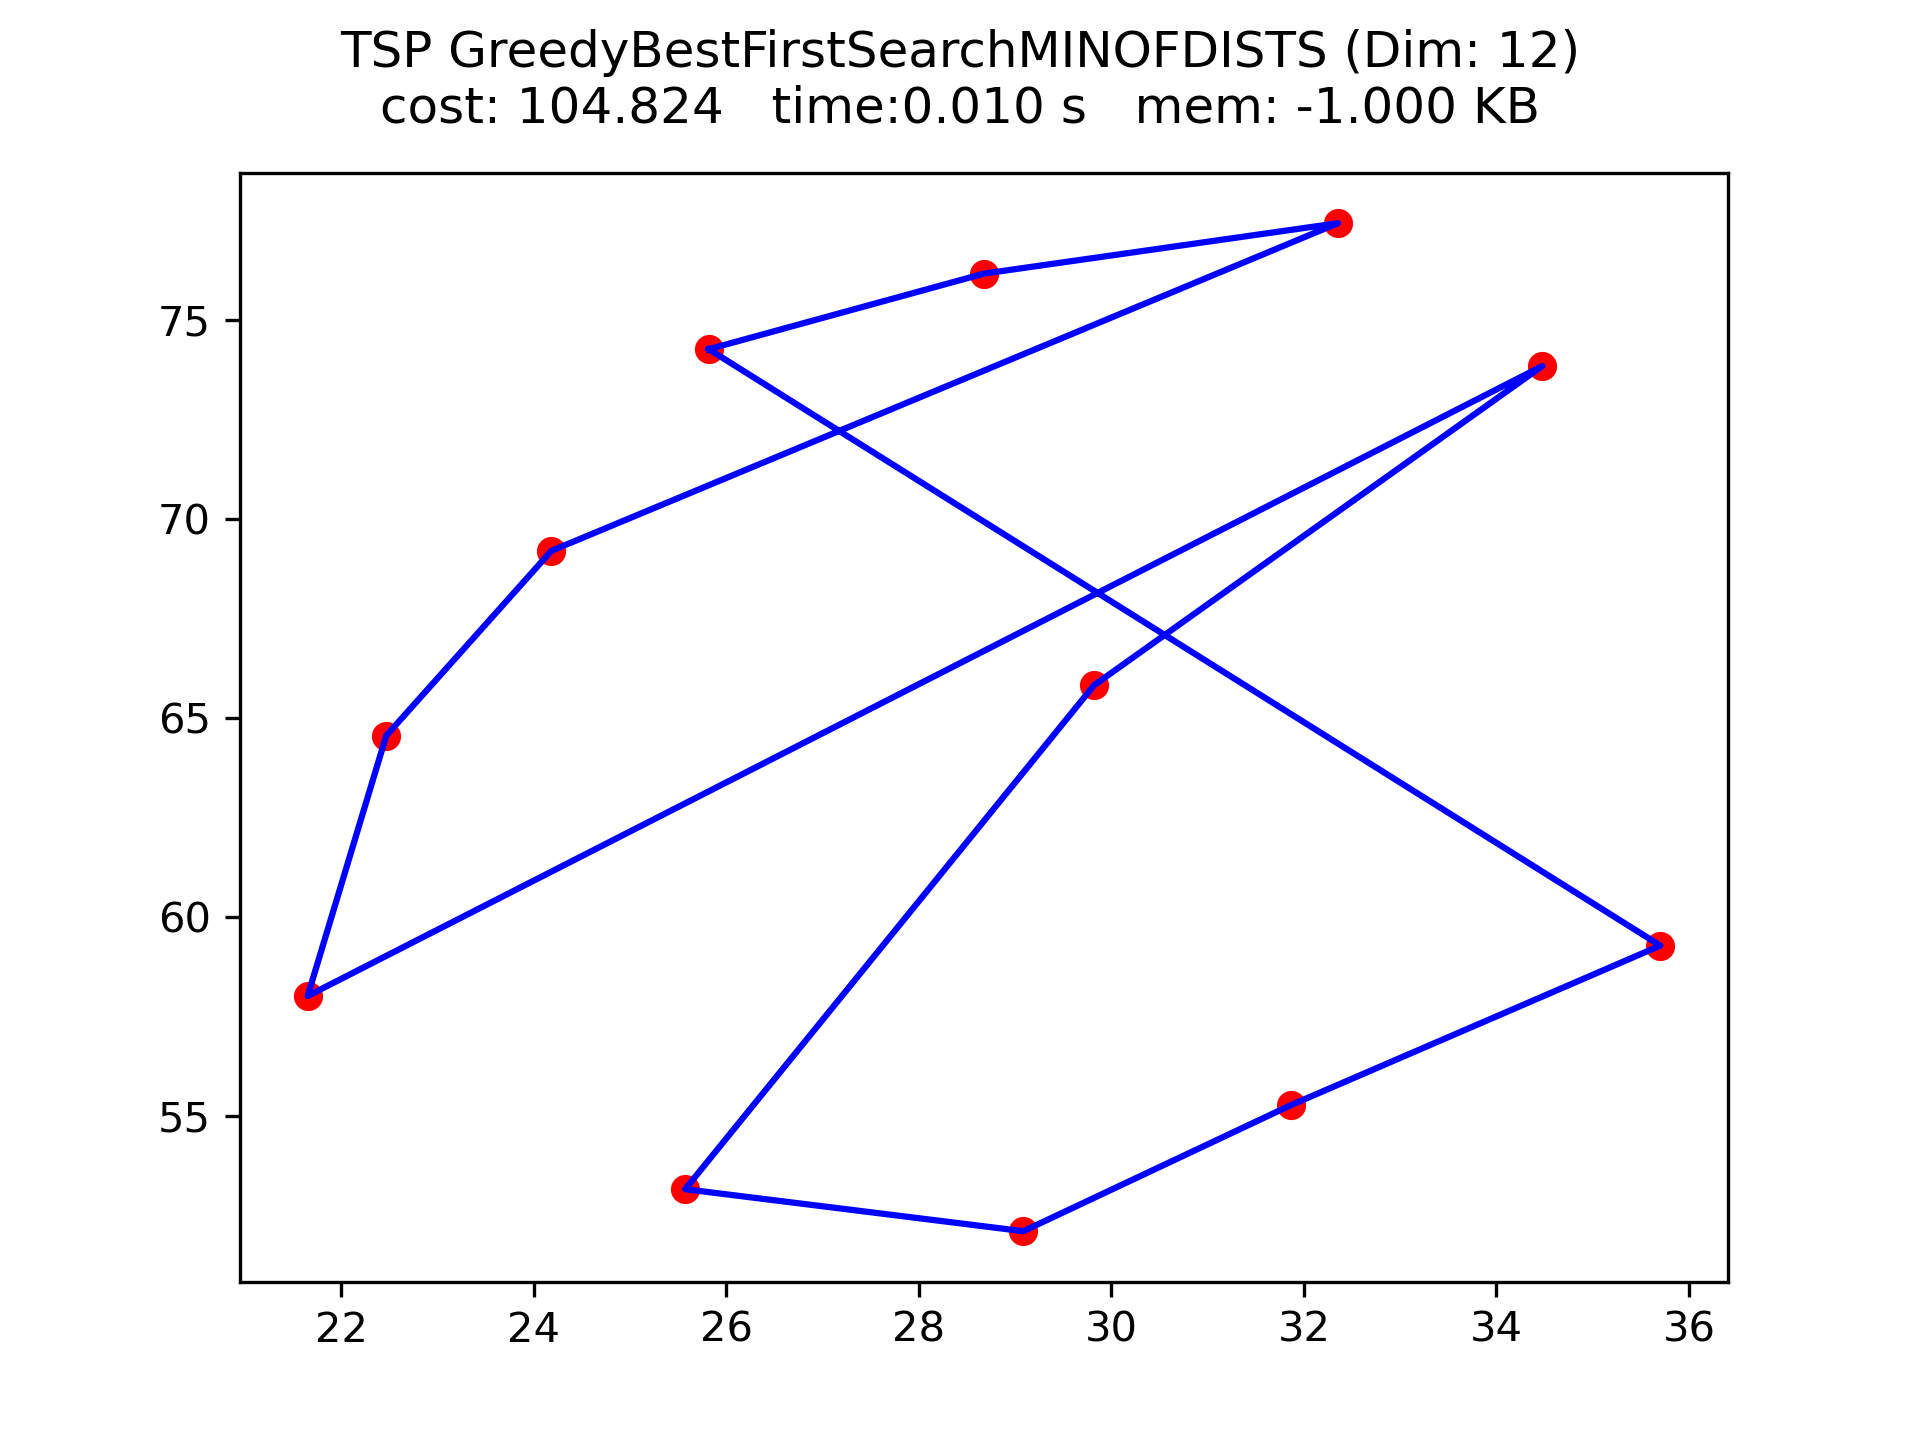 TSP GreedyBestFirstSearchMINOFDISTS (Dim: 12)
cost: 104.824   time:0.010 s   mem: -1.000 KB
75
70
65
60
55
22 24 26 28 30 32 34 36